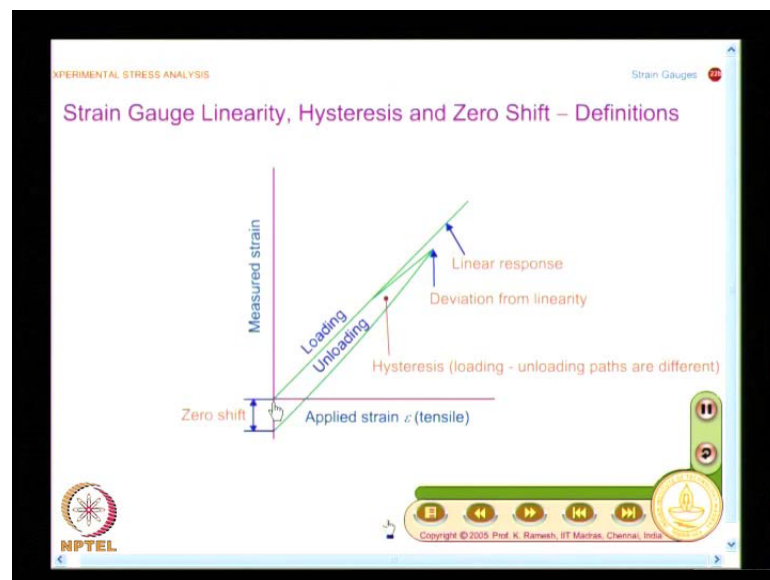 XPERIMENTAL STRESS ANALYSIS
Strain Gauges 226
Strain Gauge Linearity, Hysteresis and Zero Shift – Definitions
Measured strain
Linear response
Deviation from linearity
Loading
Unloading
Hysteresis (loading - unloading paths are different)
Zero shift
Applied strain ε (tensile)
NPTEL
Copyright © 2005 Prof. K. Ramesh, IIT Madras, Chennai, India